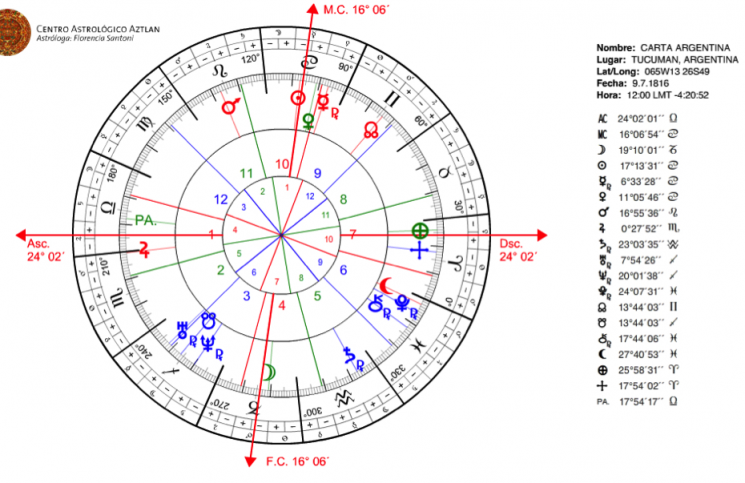 CENTRO ASTROLÓGICO AZTLAN
Astróloga: Florencia Santoni
M.C. 16° 06´
120°
90°
150°
60°
180°
30°
210°
240°
330°
270°
300°
10
9
11
8
12
7
1
6
2
3
5
4
1
2
12
3
11
4
10
5
9
6
8
7
PA.
Asc.
24° 02´
Dsc.
24° 02´
F.C. 16° 06´
Nombre: CARTA ARGENTINA
Lugar: TUCUMAN, ARGENTINA
Lat/Long: 065W13 26S49
Fecha: 9.7.1816
Hora: 12:00 LMT -4:20:52
AC 24°02´01´´ ♎
MC 16°06´54´´ ♋
☽ 19°10´01´´ ♑
☉ 17°13´31´´ ♋
☿℞ 6°33´28´´ ♋
♀ 11°05´46´´ ♋
♂ 16°55´36´´ ♌
♃ 0°27´52´´ ♏
♄℞ 23°03´35´´ ♒
♅℞ 7°54´26´´ ♐
♆℞ 20°01´38´´ ♐
♇℞ 24°07´31´´ ♓
☊ 13°44´03´´ ♊
☋ 13°44´03´´ ♐
⚷℞ 17°44´06´´ ♓
⚸ 27°40´53´´ ♓
⊕ 25°58´31´´ ♈
17°54´02´´ ♈
PA. 17°54´17´´ ♎